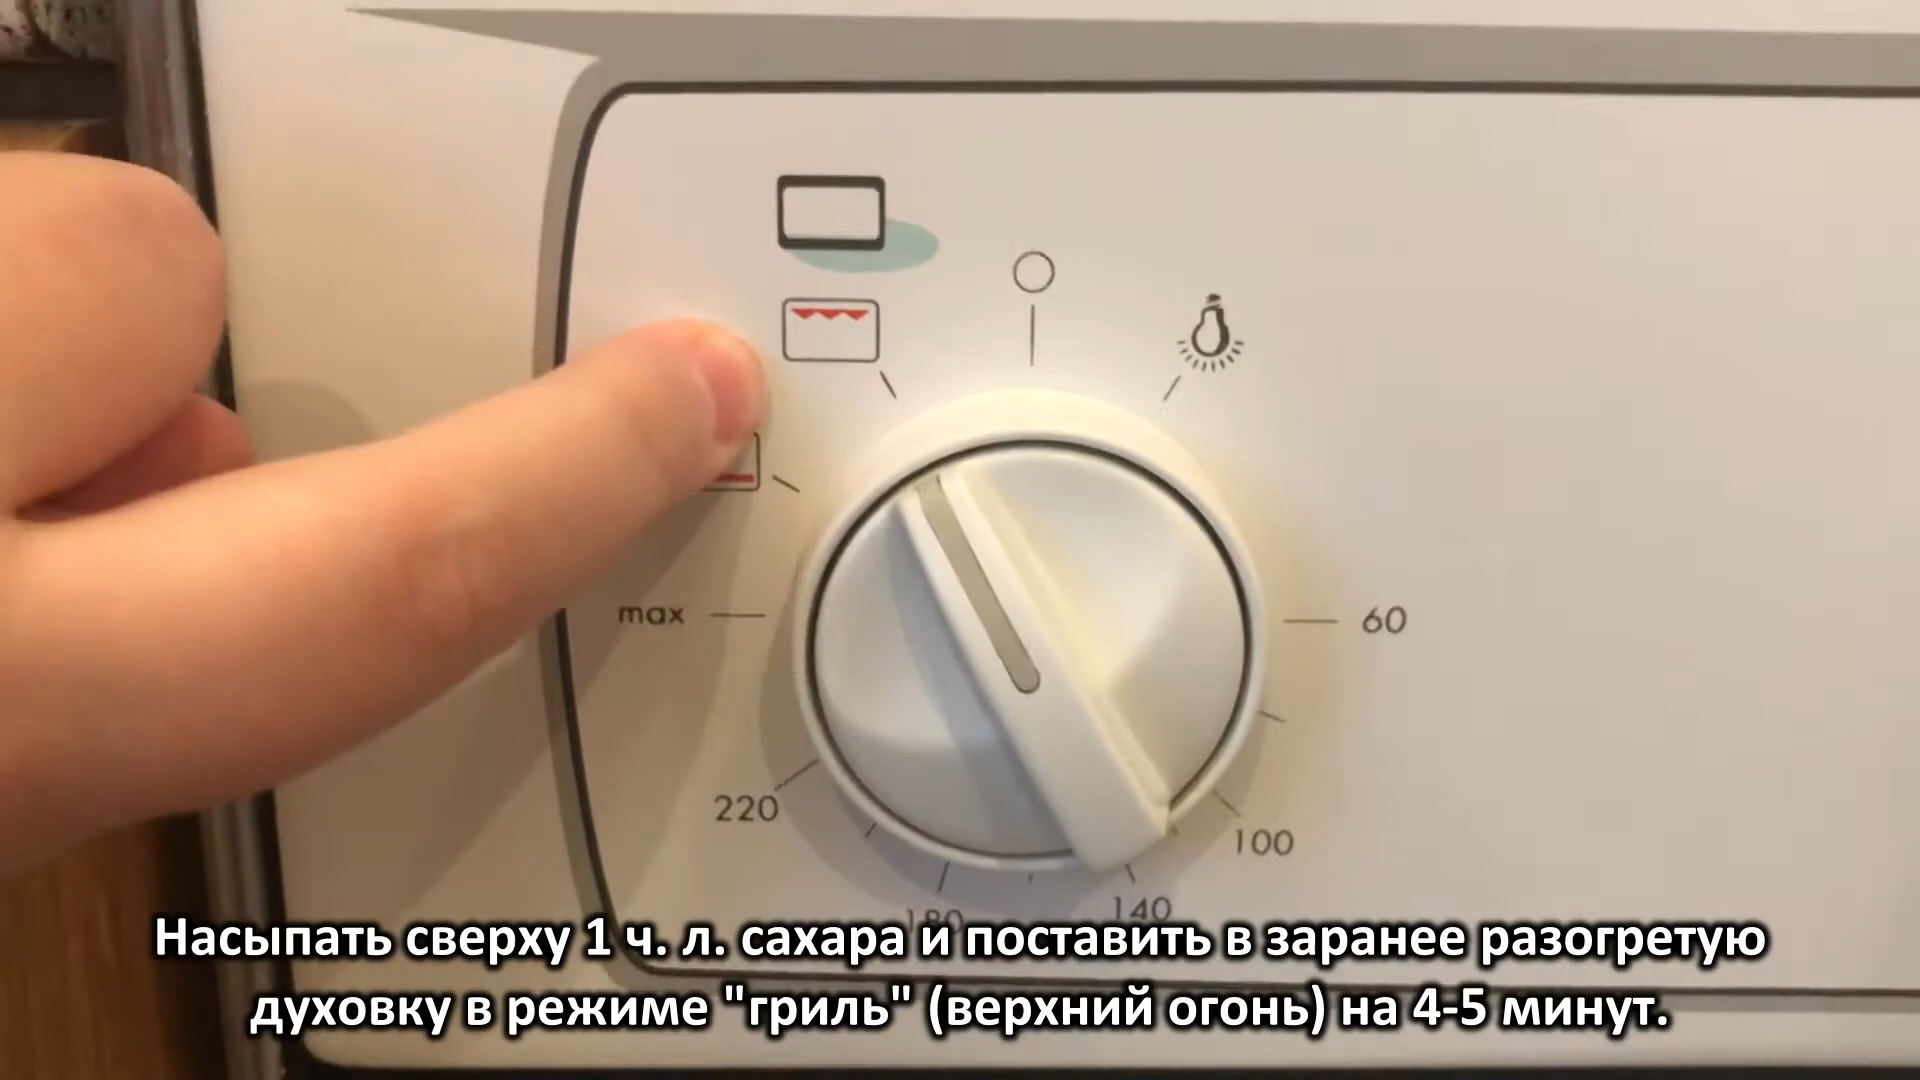 max
60
220
100
180
140
Насыпать сверху 1 ч. л. сахара и поставить в заранее разогретую
духовку в режиме "гриль" (верхний огонь) на 4-5 минут.